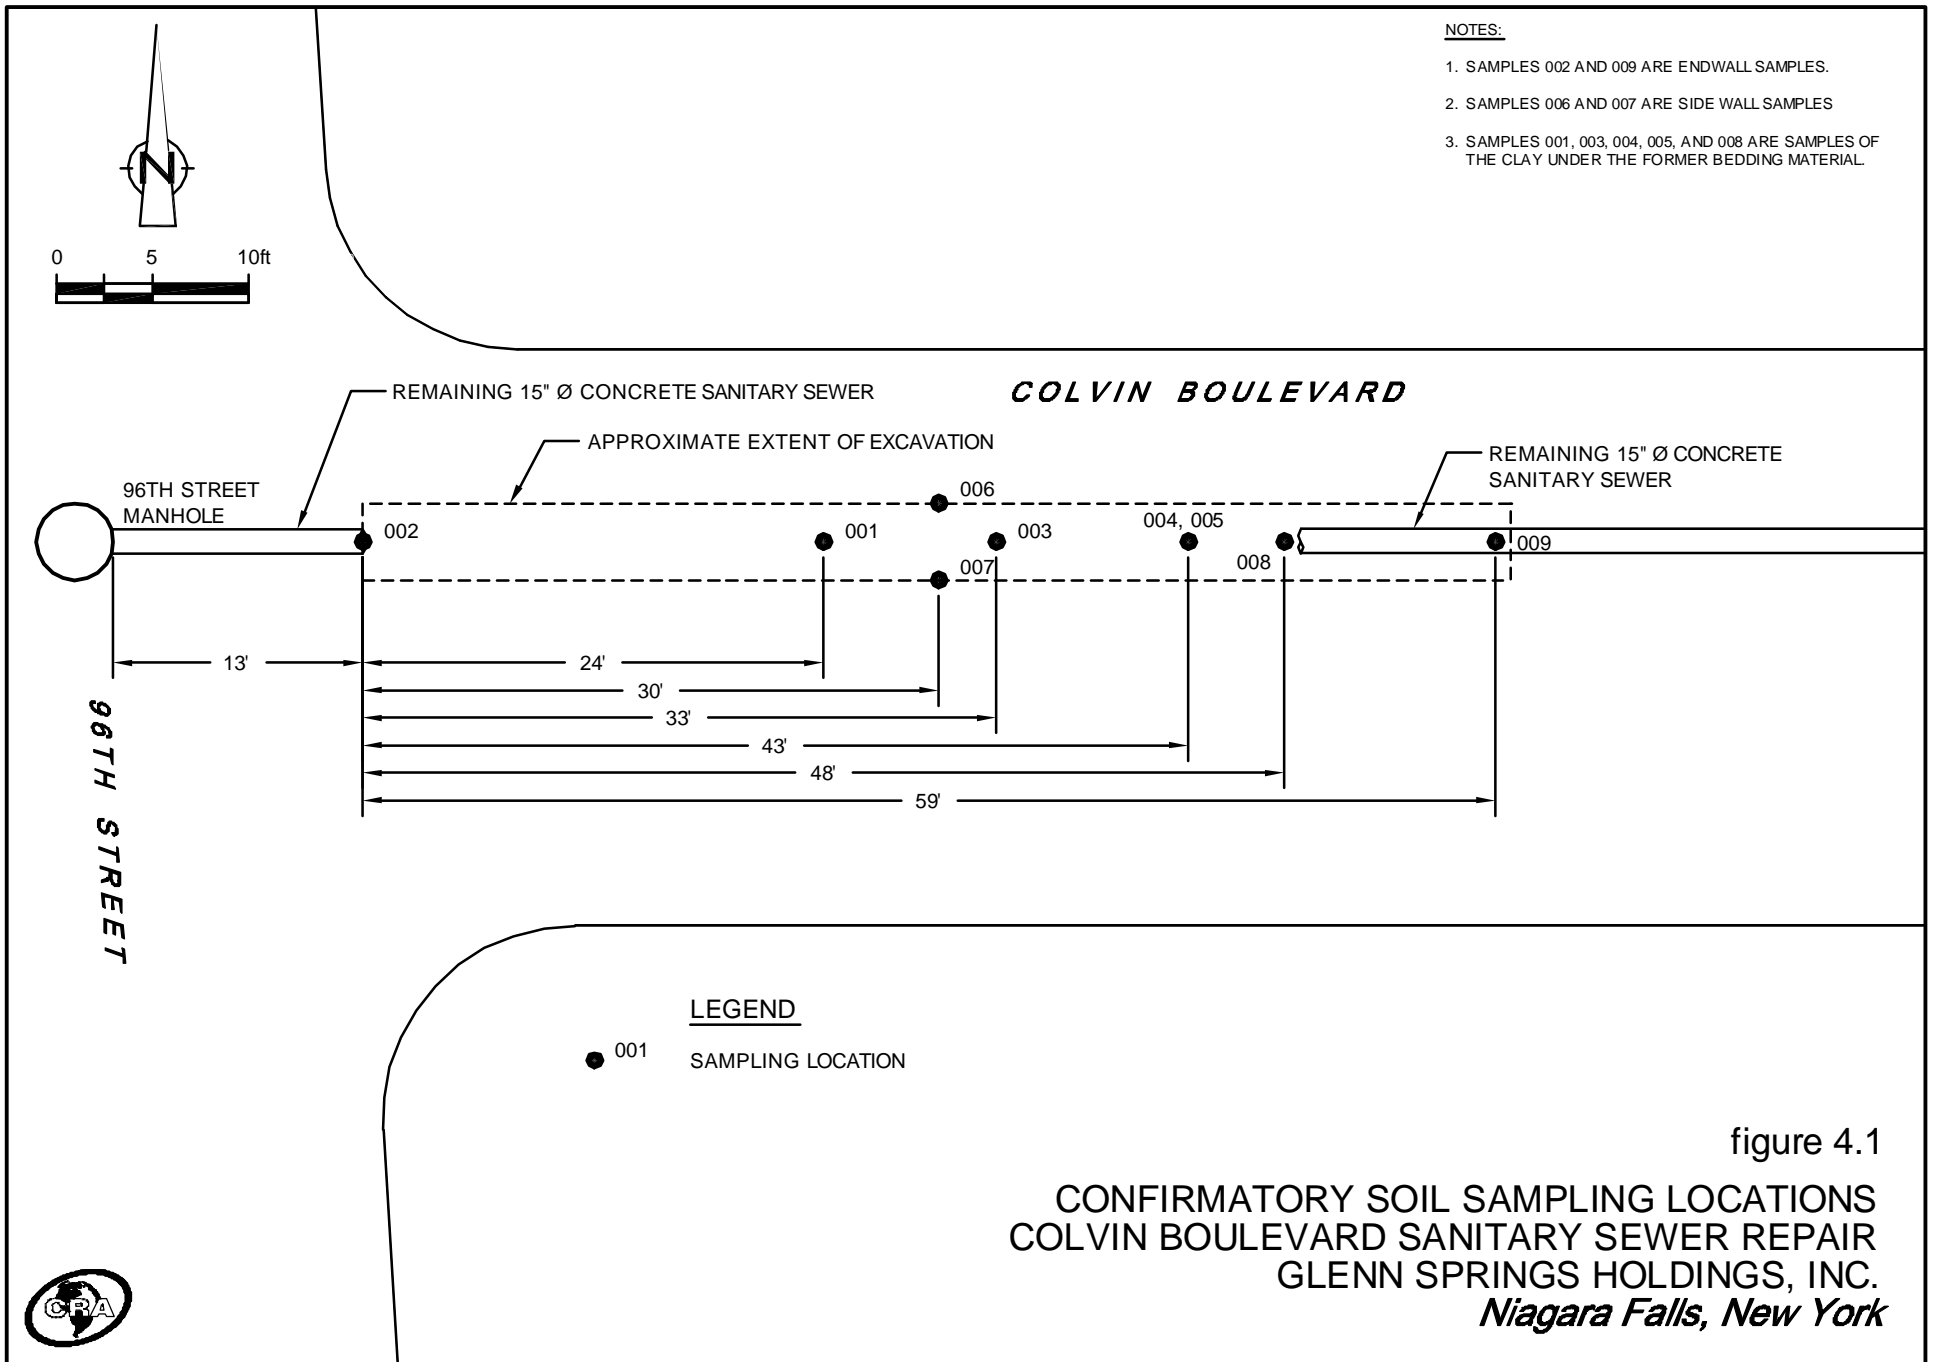 NOTES:
1. SAMPLES 002 AND 009 ARE ENDWALL SAMPLES.
2. SAMPLES 006 AND 007 ARE SIDE WALL SAMPLES
3. SAMPLES 001, 003, 004, 005, AND 008 ARE SAMPLES OF
THE CLAY UNDER THE FORMER BEDDING MATERIAL.
N
0 5 10ft
REMAINING 15" Ø CONCRETE SANITARY SEWER
COLVIN BOULEVARD
APPROXIMATE EXTENT OF EXCAVATION
REMAINING 15" Ø CONCRETE
SANITARY SEWER
96TH STREET
MANHOLE
006
002
001
003
004, 005
008
009
007
13'
24'
30'
33'
43'
48'
59'
96TH STREET
LEGEND
001
SAMPLING LOCATION
figure 4.1
CONFIRMATORY SOIL SAMPLING LOCATIONS
COLVIN BOULEVARD SANITARY SEWER REPAIR
GLENN SPRINGS HOLDINGS, INC.
Niagara Falls, New York
CRA